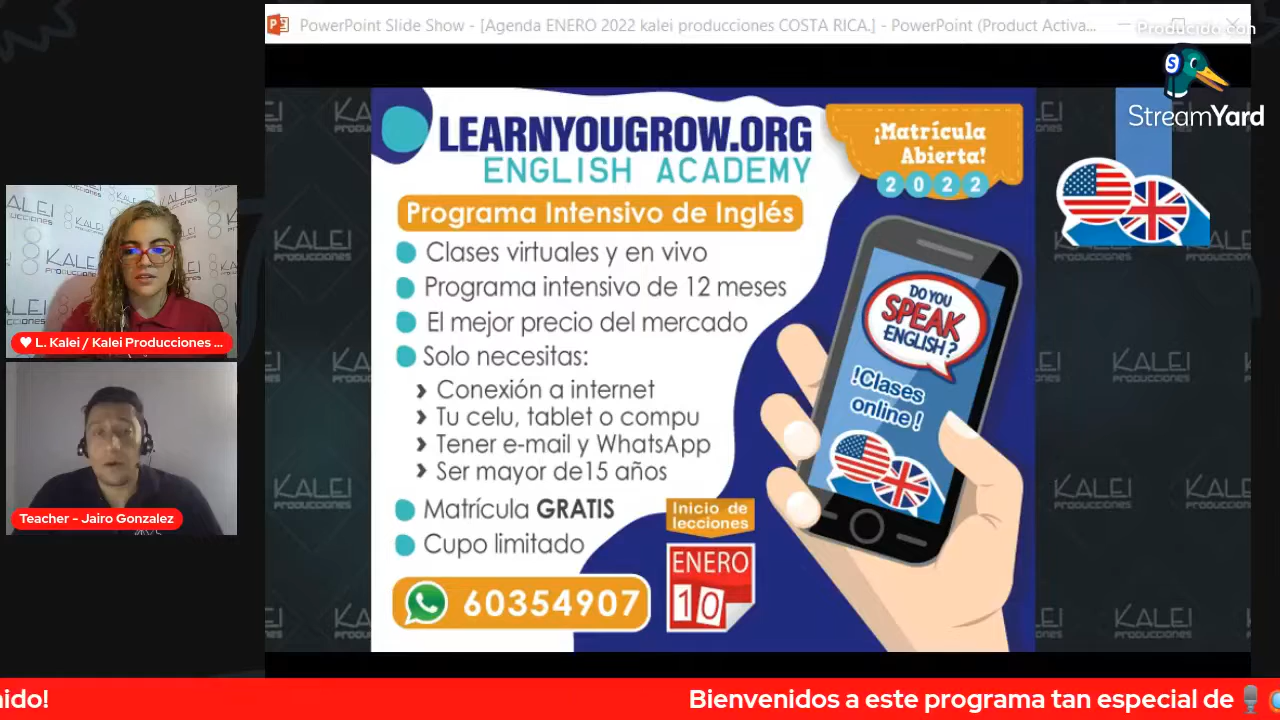 PowerPoint Slide Show - [Agenda ENERO 2022 kalei producciones COSTA RICA.] - PowerPoint (Product Activa...
Producido con
StreamYard
LEARNYOUGROW.ORG
ENGLISH ACADEMY
¡Matrícula
Abierta!
2022
Programa Intensivo de Inglés
Clases virtuales y en vivo
Programa intensivo de 12 meses
El mejor precio del mercado
Solo necesitas:
Conexión a internet
Tu celu, tablet o compu
Tener e-mail y WhatsApp
Ser mayor de15 años
Matrícula GRATIS
Cupo limitado
60354907
Inicio de
lecciones
ENERO
10
DO YOU
SPEAK
ENGLISH?
!Clases
online !
KALEI
PRODUCCIONES
L. Kalei / Kalei Producciones ...
Teacher - Jairo Gonzalez
nido!
Bienvenidos a este programa tan especial de